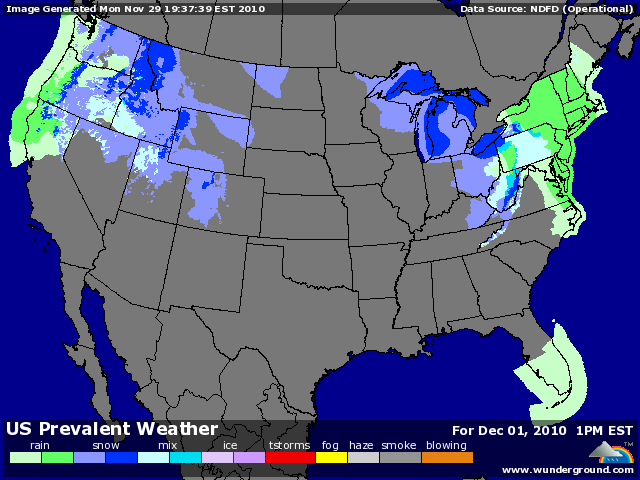 Image Generated Mon Nov 29 19:37:39 EST 2010 Data Source: NDFD (Operational)
US Prevalent Weather For Dec 01, 2010 1PM EST
rain snow mix ice tstorms fog haze smoke blowing
TM
www.wunderground.com